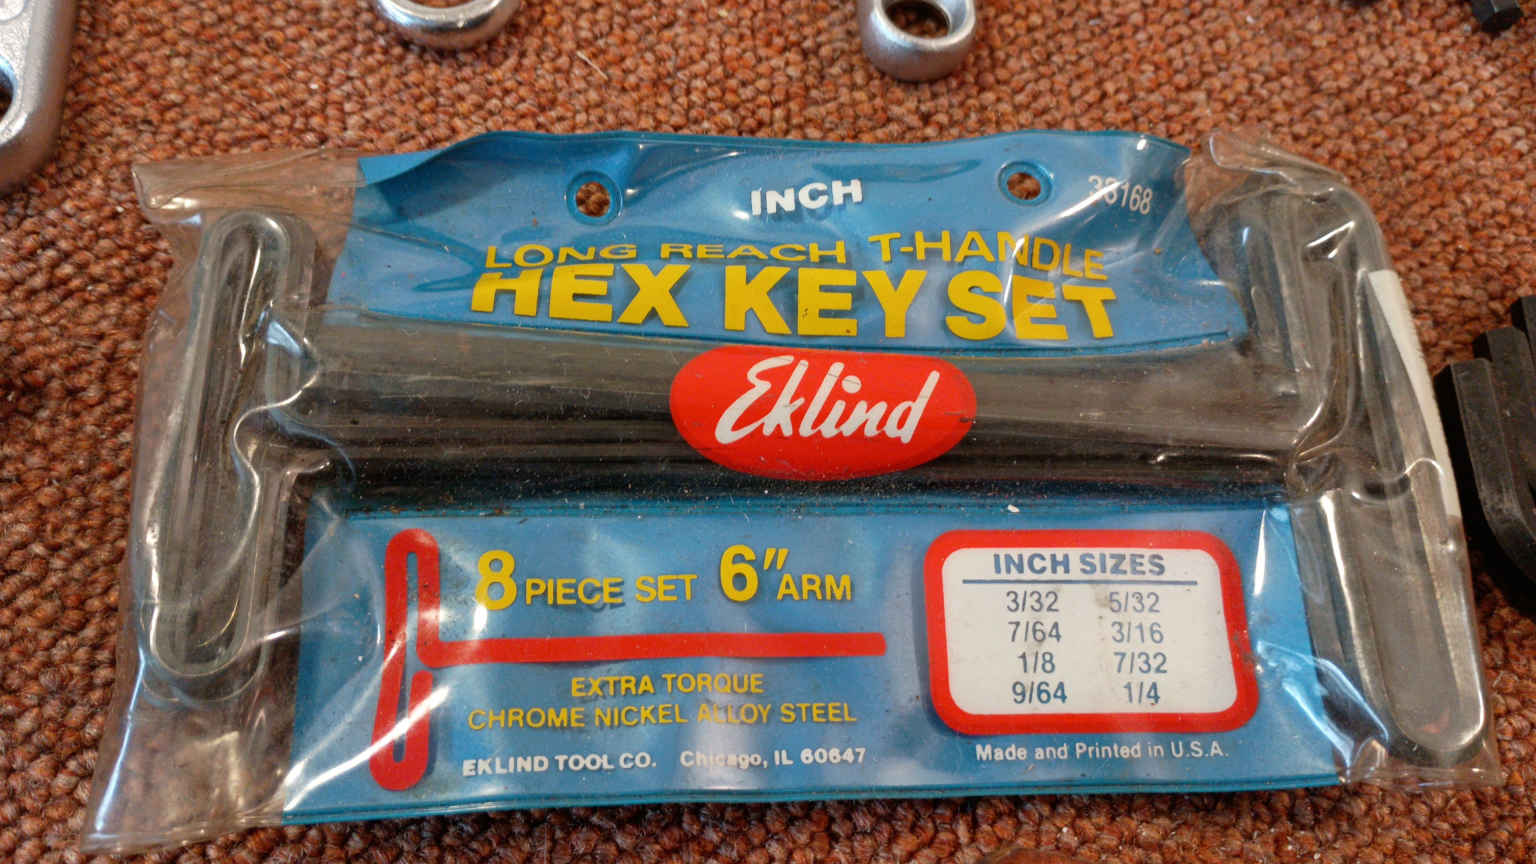 INCH
33168
LONG REACH T-HANDLE
HEX KEY SET
Eklind
8 PIECE SET 6" ARM
EXTRA TORQUE
CHROME NICKEL ALLOY STEEL
EKLIND TOOL CO. Chicago, IL 60647
INCH SIZES
3/32 5/32
7/64 3/16
1/8 7/32
9/64 1/4
Made and Printed in U.S.A.